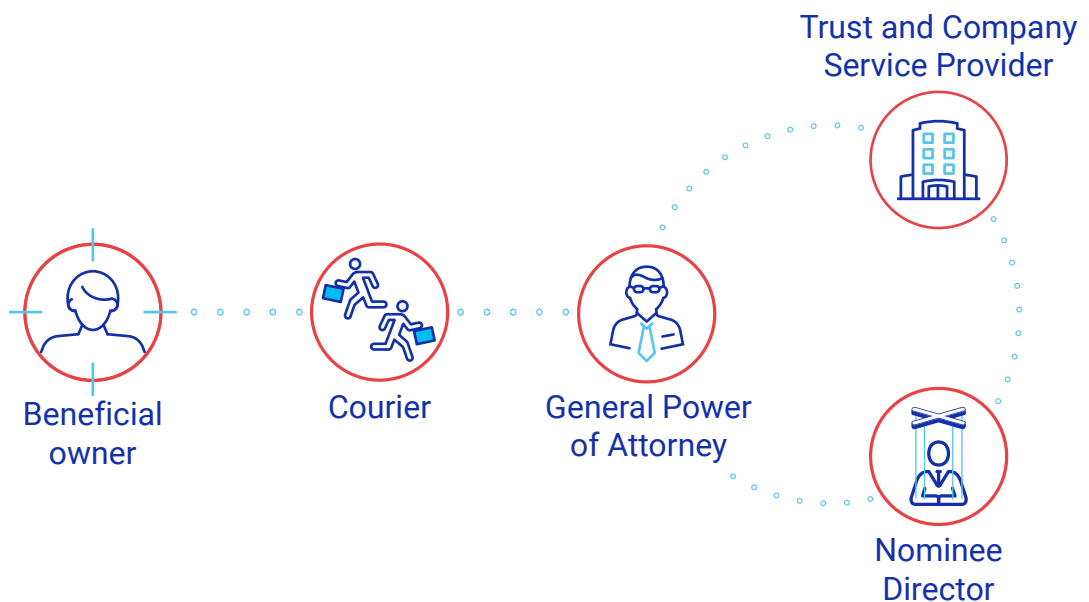 Trust and Company
Service Provider
Beneficial
owner
Courier
General Power
of Attorney
Nominee
Director